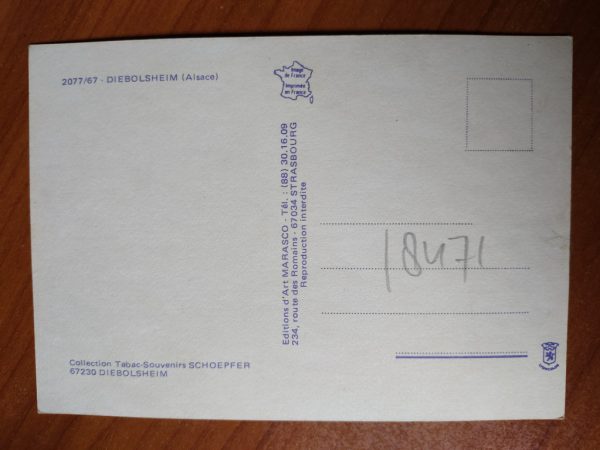 2077/67 - DIEBOLSHEIM (Alsace)
Image
de France
Imprimée
en France
Editions d'Art MARASCO - Tél. : (88) 30.16.09
234, route des Romains - 67034 STRASBOURG
Reproduction interdite
18471
Collection Tabac-Souvenirs SCHOEPFER
67230 DIEBOLSHEIM